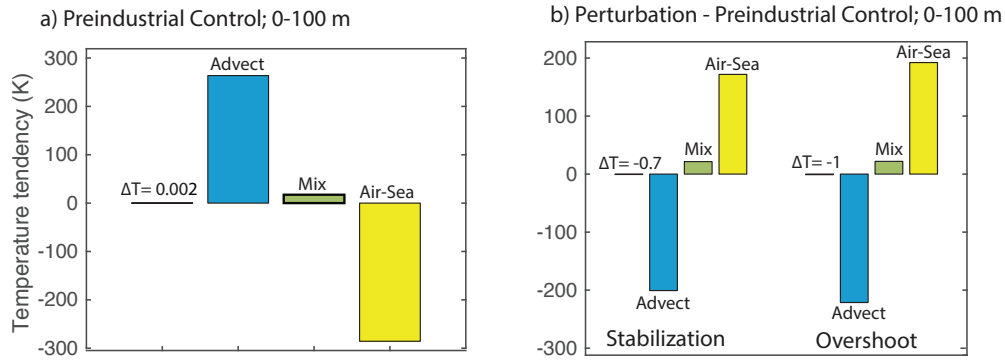 a) Preindustrial Control; 0-100 m
Temperature tendency (K)
300
200
100
0
-100
-200
-300
ΔT= 0.002
Advect
Mix
Air-Sea
b) Perturbation - Preindustrial Control; 0-100 m
200
100
0
-100
-200
-300
ΔT= -0.7
Advect
Mix
Air-Sea
Stabilization
ΔT= -1
Advect
Mix
Air-Sea
Overshoot